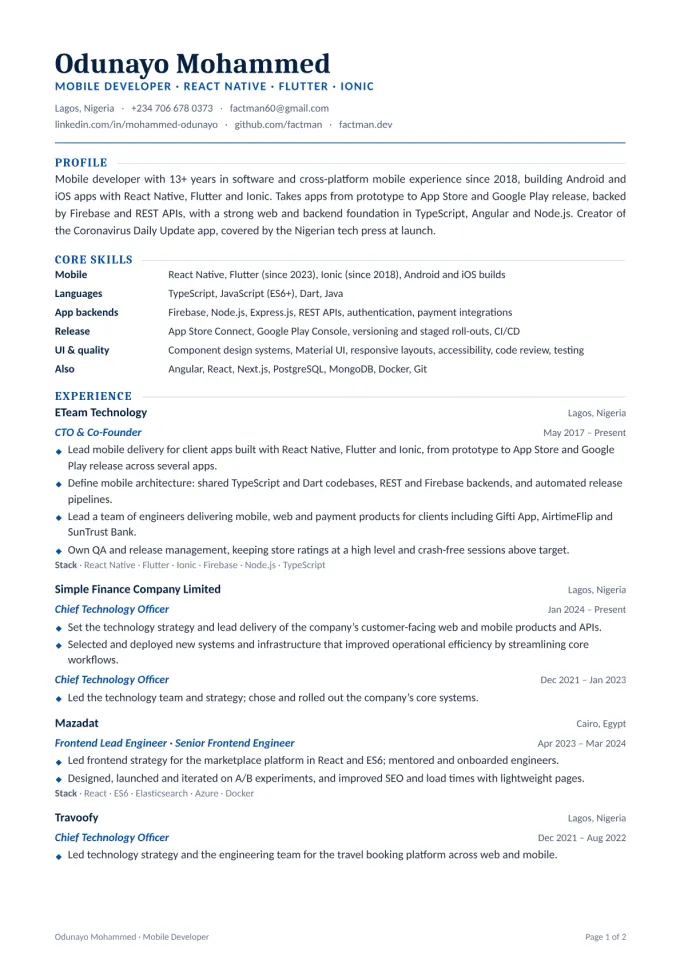 Odunayo Mohammed
MOBILE DEVELOPER · REACT NATIVE · FLUTTER · IONIC
Lagos, Nigeria · +234 706 678 0373 · factman60@gmail.com
linkedin.com/in/mohammed-odunayo · github.com/factman · factman.dev
PROFILE
Mobile developer with 13+ years in software and cross-platform mobile experience since 2018, building Android and
iOS apps with React Native, Flutter and Ionic. Takes apps from prototype to App Store and Google Play release, backed
by Firebase and REST APIs, with a strong web and backend foundation in TypeScript, Angular and Node.js. Creator of
the Coronavirus Daily Update app, covered by the Nigerian tech press at launch.
CORE SKILLS
Mobile React Native, Flutter (since 2023), Ionic (since 2018), Android and iOS builds
Languages TypeScript, JavaScript (ES6+), Dart, Java
App backends Firebase, Node.js, Express.js, REST APIs, authentication, payment integrations
Release App Store Connect, Google Play Console, versioning and staged roll-outs, CI/CD
UI & quality Component design systems, Material UI, responsive layouts, accessibility, code review, testing
Also Angular, React, Next.js, PostgreSQL, MongoDB, Docker, Git
EXPERIENCE
ETeam Technology Lagos, Nigeria
CTO & Co-Founder May 2017 – Present
◆ Lead mobile delivery for client apps built with React Native, Flutter and Ionic, from prototype to App Store and Google
Play release across several apps.
◆ Define mobile architecture: shared TypeScript and Dart codebases, REST and Firebase backends, and automated release
pipelines.
◆ Lead a team of engineers delivering mobile, web and payment products for clients including Gifti App, AirtimeFlip and
SunTrust Bank.
◆ Own QA and release management, keeping store ratings at a high level and crash-free sessions above target.
Stack · React Native · Flutter · Ionic · Firebase · Node.js · TypeScript
Simple Finance Company Limited Lagos, Nigeria
Chief Technology Officer Jan 2024 – Present
◆ Set the technology strategy and lead delivery of the company's customer-facing web and mobile products and APIs.
◆ Selected and deployed new systems and infrastructure that improved operational efficiency by streamlining core
workflows.
Chief Technology Officer Dec 2021 – Jan 2023
◆ Led the technology team and strategy; chose and rolled out the company's core systems.
Mazadat Cairo, Egypt
Frontend Lead Engineer · Senior Frontend Engineer Apr 2023 – Mar 2024
◆ Led frontend strategy for the marketplace platform in React and ES6; mentored and onboarded engineers.
◆ Designed, launched and iterated on A/B experiments, and improved SEO and load times with lightweight pages.
Stack · React · ES6 · Elasticsearch · Azure · Docker
Travoofy Lagos, Nigeria
Chief Technology Officer Dec 2021 – Aug 2022
◆ Led technology strategy and the engineering team for the travel booking platform across web and mobile.
Odunayo Mohammed · Mobile Developer Page 1 of 2